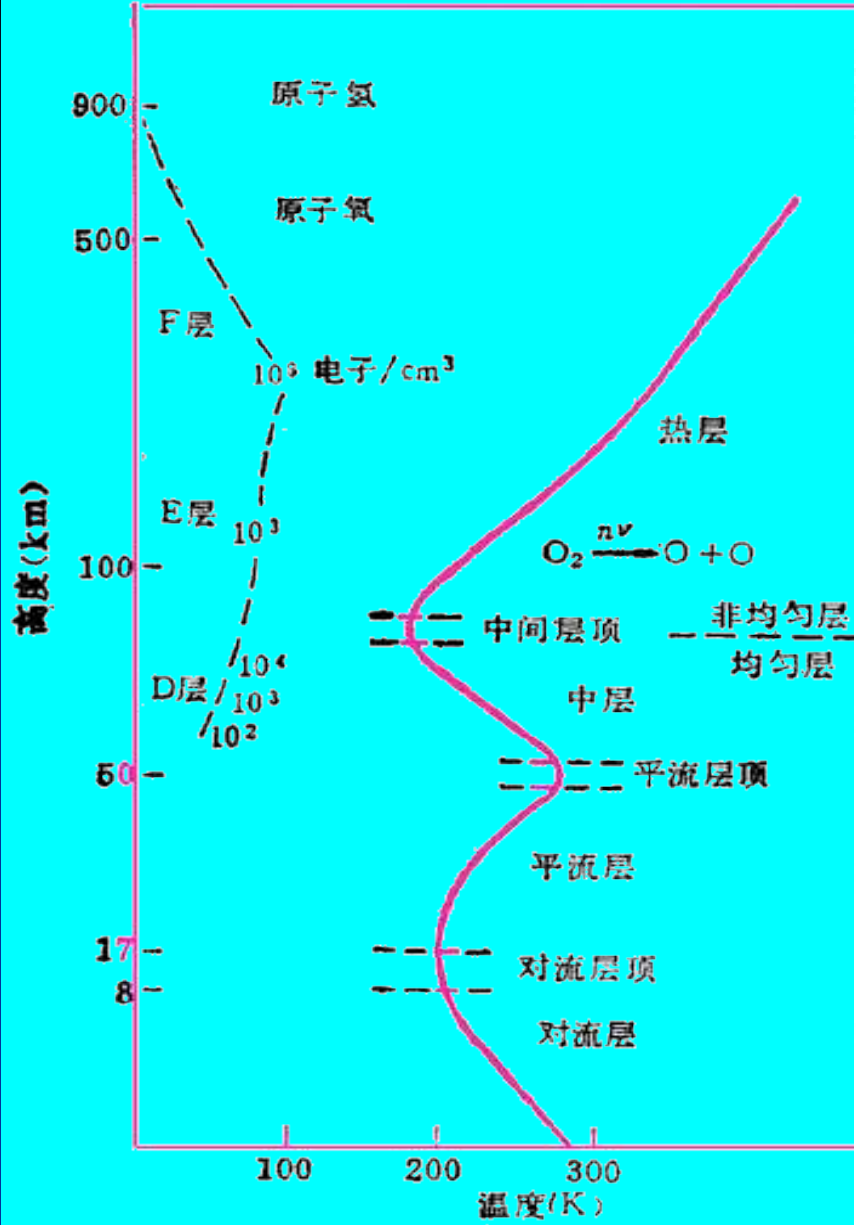 原子氢
900
原子氧
500
F层
10⁶ 电子/cm³
热层
高度(km)
E层
10³
O₂ hν→ O + O
100
非均匀层
中间层顶
均匀层
10⁴
D层
10³
中层
10²
50
平流层顶
平流层
17
对流层顶
8
对流层
100
200
300
温度(K)